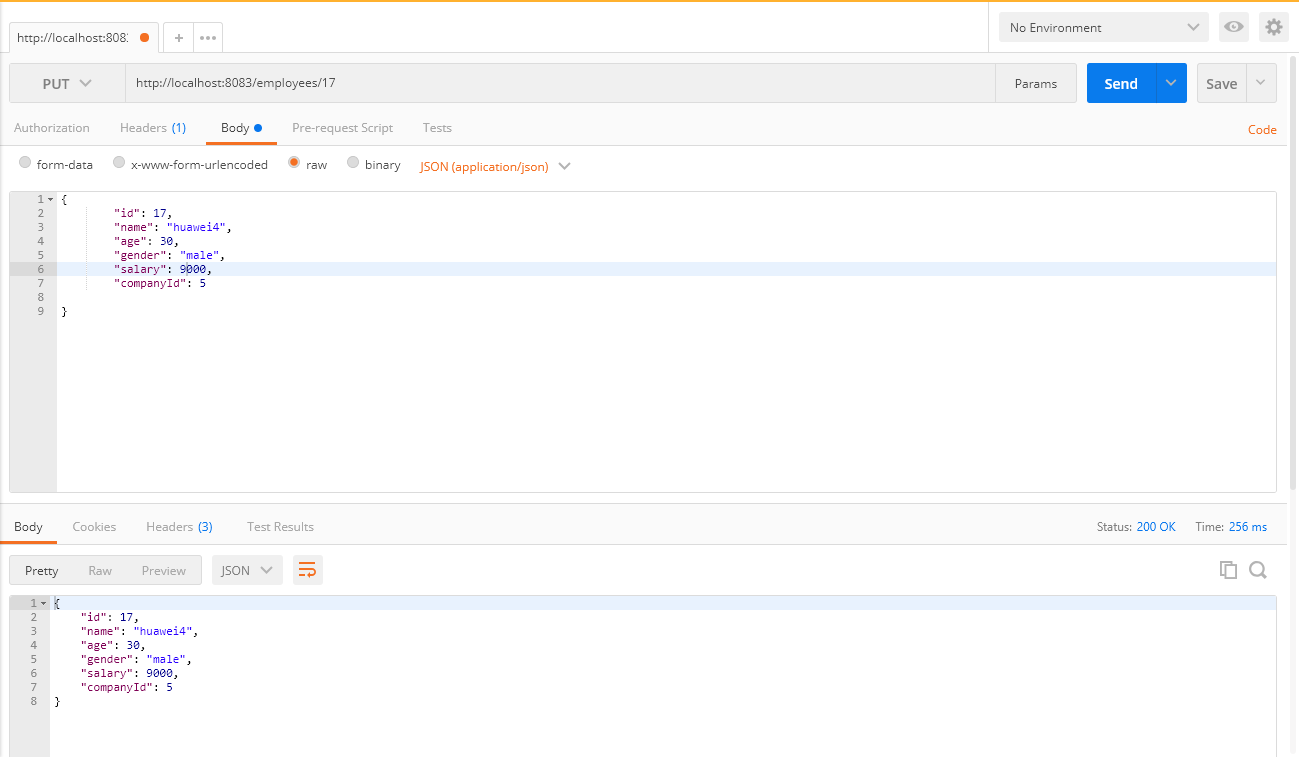 http://localhost:808: + ••• No Environment
PUT http://localhost:8083/employees/17 Params Send Save
Authorization Headers (1) Body Pre-request Script Tests Code
form-data x-www-form-urlencoded raw binary JSON (application/json)
1 {
2 "id": 17,
3 "name": "huawei4",
4 "age": 30,
5 "gender": "male",
6 "salary": 9000,
7 "companyId": 5
8
9 }
Body Cookies Headers (3) Test Results Status: 200 OK Time: 256 ms
Pretty Raw Preview JSON
1 {
2 "id": 17,
3 "name": "huawei4",
4 "age": 30,
5 "gender": "male",
6 "salary": 9000,
7 "companyId": 5
8 }